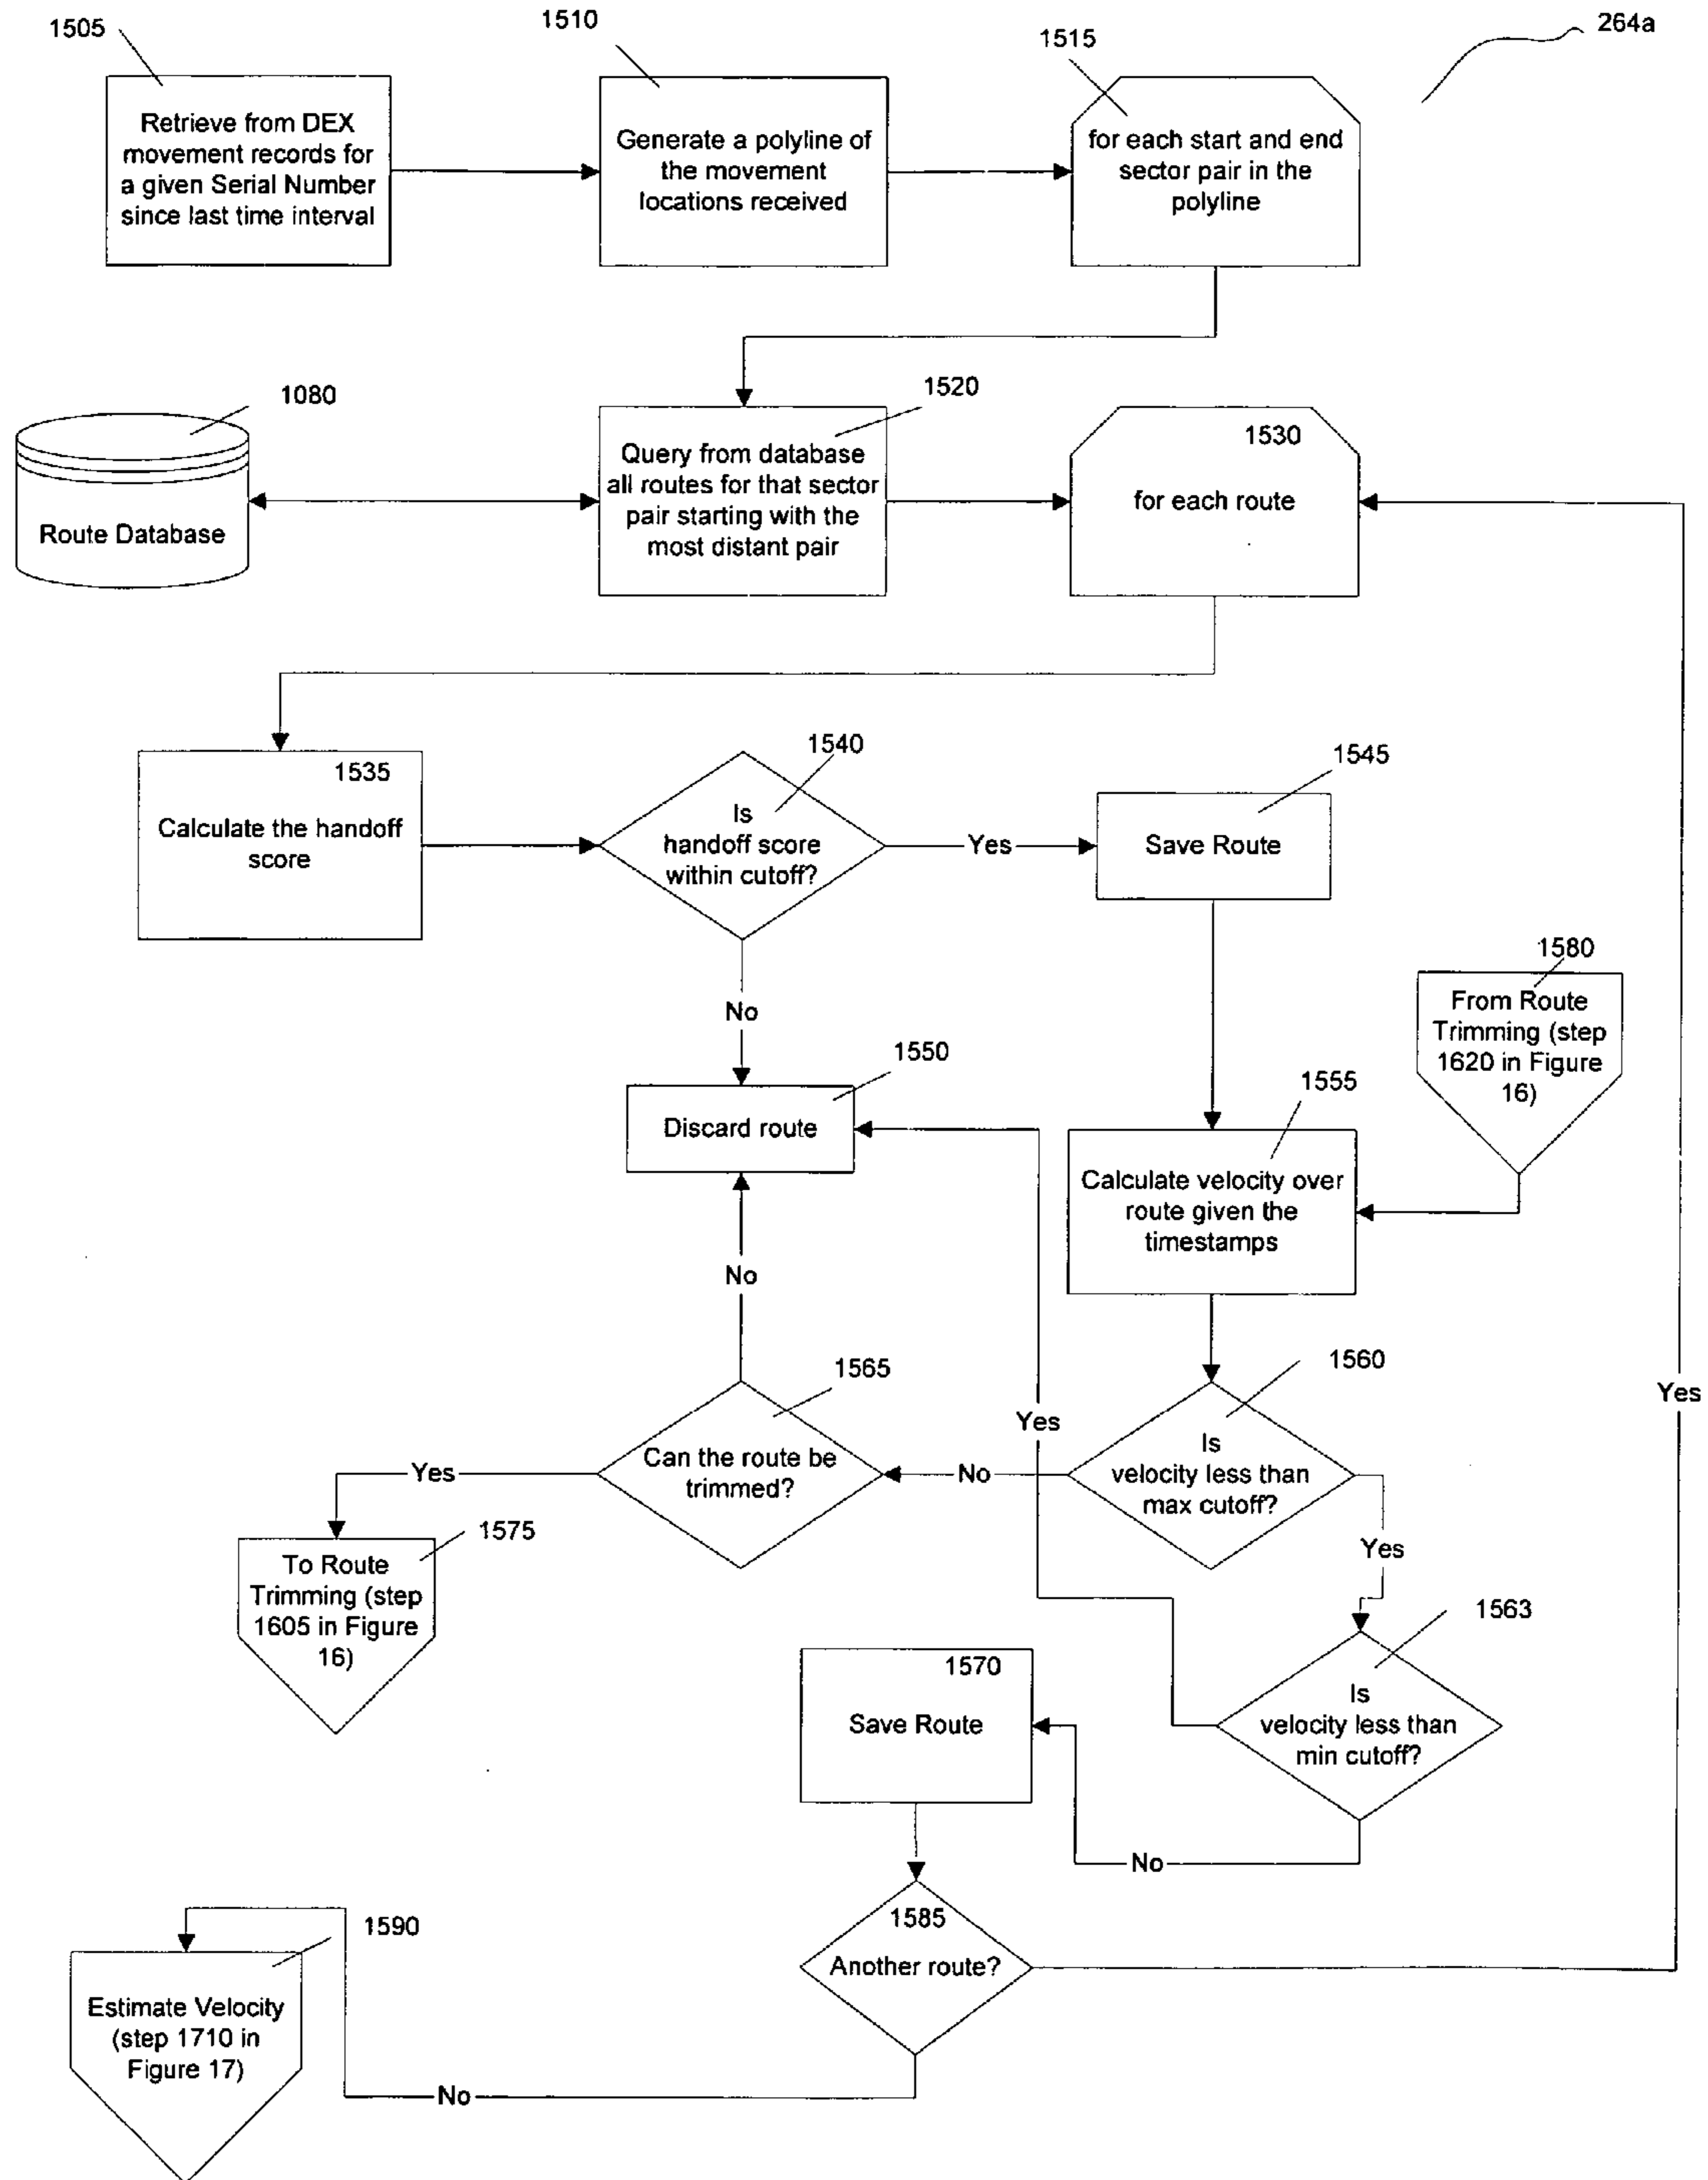 1505
1510
1515
264a
Retrieve from DEX
movement records for
a given Serial Number
since last time interval
Generate a polyline of
the movement
locations received
for each start and end
sector pair in the
polyline
1080
Route Database
1520
Query from database
all routes for that sector
pair starting with the
most distant pair
1530
for each route
1535
Calculate the handoff
score
1540
Is
handoff score
within cutoff?
Yes
1545
Save Route
No
1580
From Route
Trimming (step
1620 in Figure
16)
1550
Discard route
1555
Calculate velocity over
route given the
timestamps
No
1565
Can the route be
trimmed?
Yes
No
Yes
1560
Is
velocity less than
max cutoff?
Yes
Yes
1575
To Route
Trimming (step
1605 in Figure
16)
1563
Is
velocity less than
min cutoff?
1570
Save Route
No
1585
Another route?
1590
Estimate Velocity
(step 1710 in
Figure 17)
No